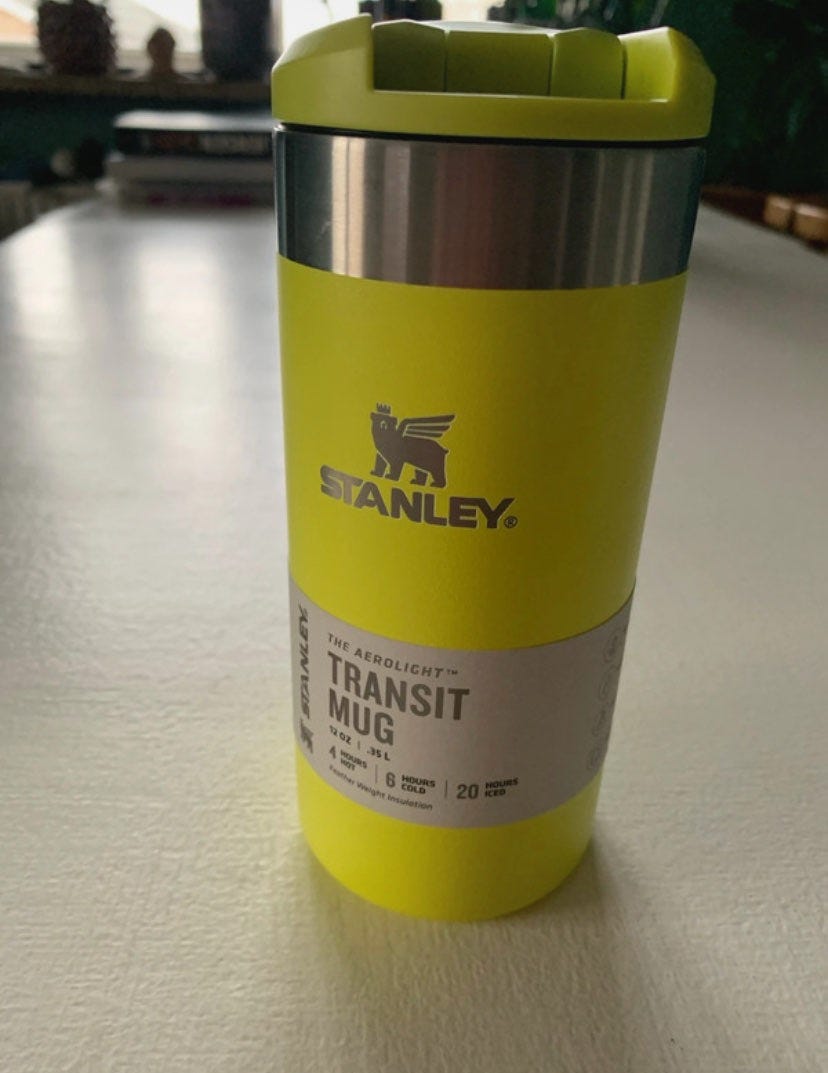 STANLEY®
STANLEY
THE AEROLIGHT™
TRANSIT
MUG
12 OZ | .35 L
4 HOURS HOT | 6 HOURS COLD | 20 HOURS ICED
Feather Weight Insulation